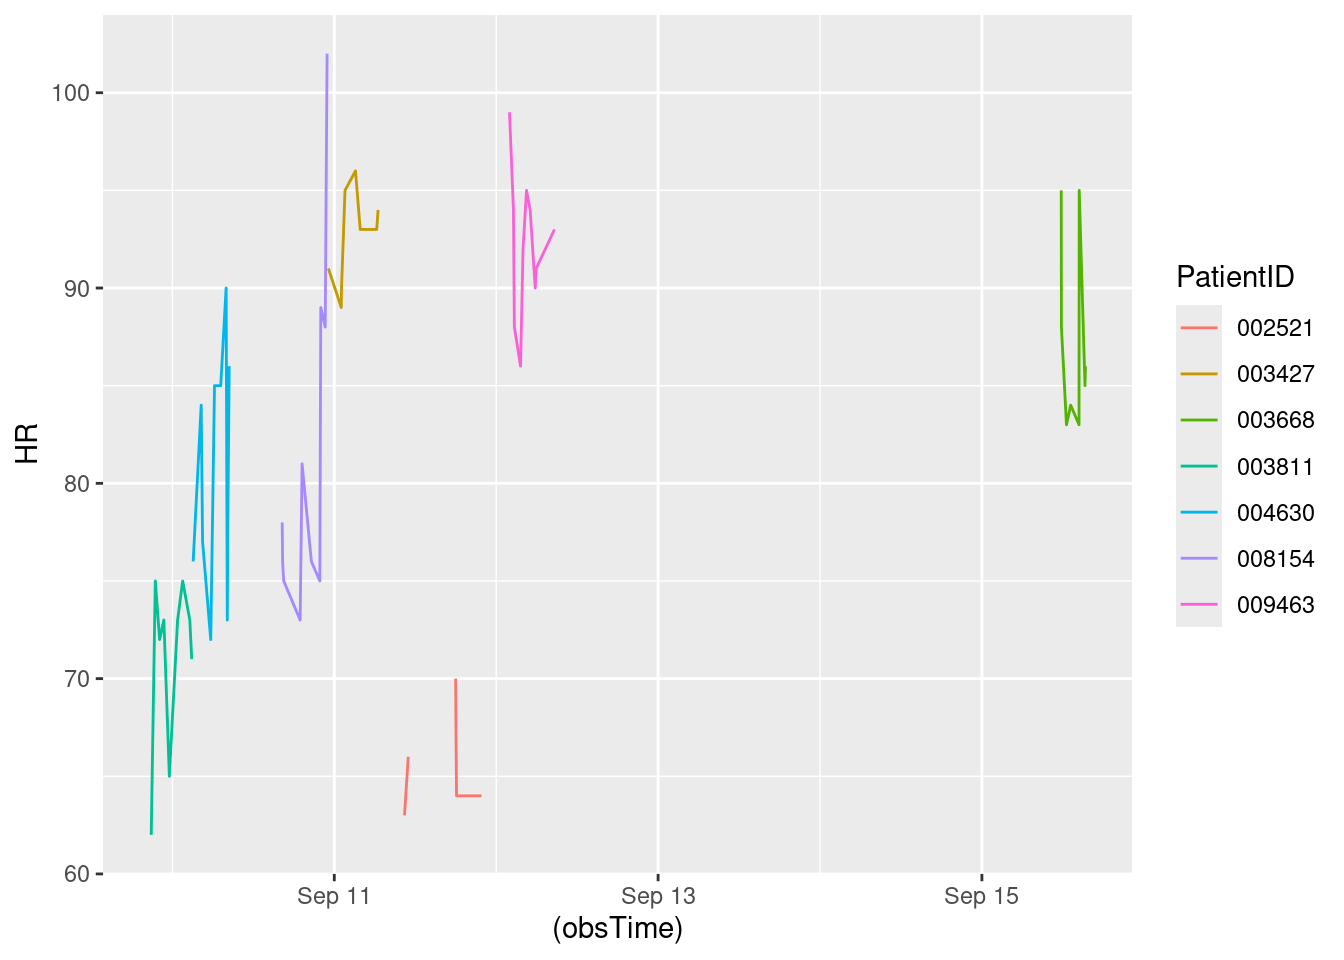 100
90
80
70
60
HR
Sep 11
Sep 13
Sep 15
(obsTime)
PatientID
002521
003427
003668
003811
004630
008154
009463